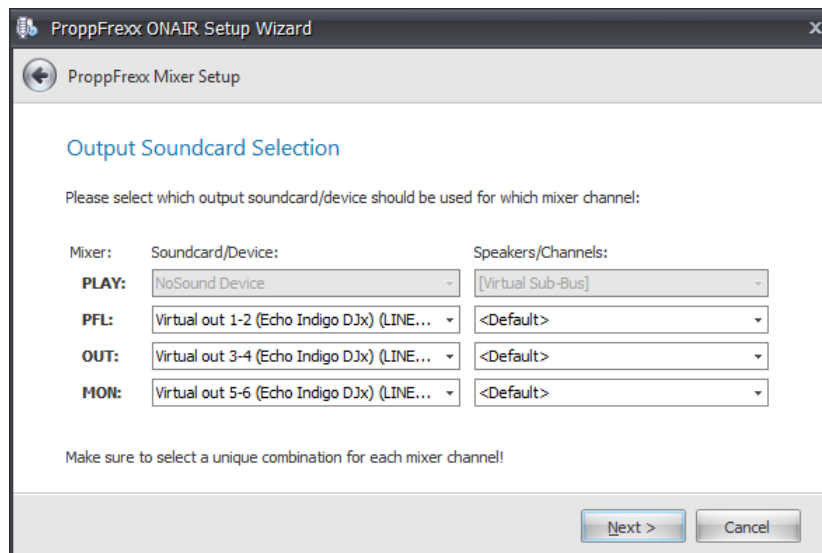 ProppFrexx ONAIR Setup Wizard
x
ProppFrexx Mixer Setup
Output Soundcard Selection
Please select which output soundcard/device should be used for which mixer channel:
Mixer: Soundcard/Device: Speakers/Channels:
PLAY: NoSound Device [Virtual Sub-Bus]
PFL: Virtual out 1-2 (Echo Indigo DJx) (LINE... <Default>
OUT: Virtual out 3-4 (Echo Indigo DJx) (LINE... <Default>
MON: Virtual out 5-6 (Echo Indigo DJx) (LINE... <Default>
Make sure to select a unique combination for each mixer channel!
Next > Cancel